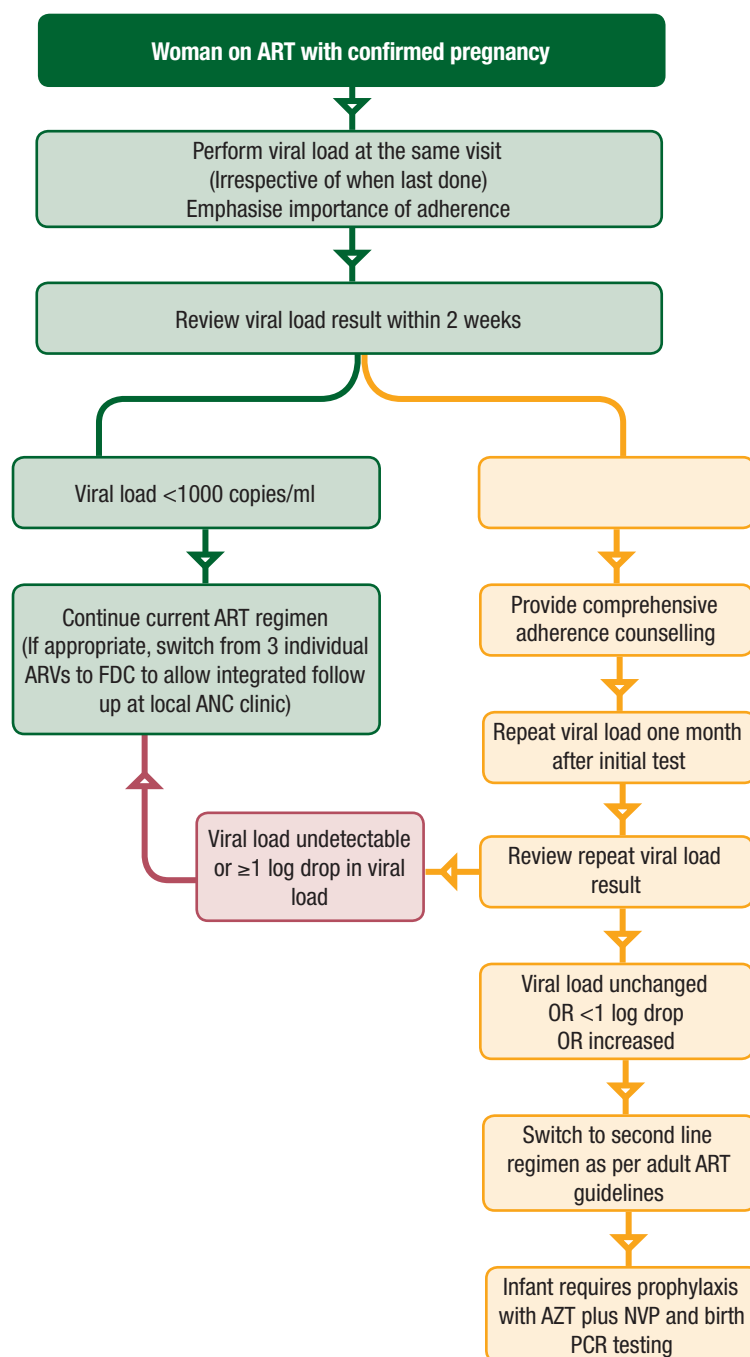 Woman on ART with confirmed pregnancy
Perform viral load at the same visit
(Irrespective of when last done)
Emphasise importance of adherence
Review viral load result within 2 weeks
Viral load <1000 copies/ml
Continue current ART regimen
(If appropriate, switch from 3 individual
ARVs to FDC to allow integrated follow
up at local ANC clinic)
Provide comprehensive
adherence counselling
Repeat viral load one month
after initial test
Review repeat viral load
result
Viral load undetectable
or ≥1 log drop in viral
load
Viral load unchanged
OR <1 log drop
OR increased
Switch to second line
regimen as per adult ART
guidelines
Infant requires prophylaxis
with AZT plus NVP and birth
PCR testing